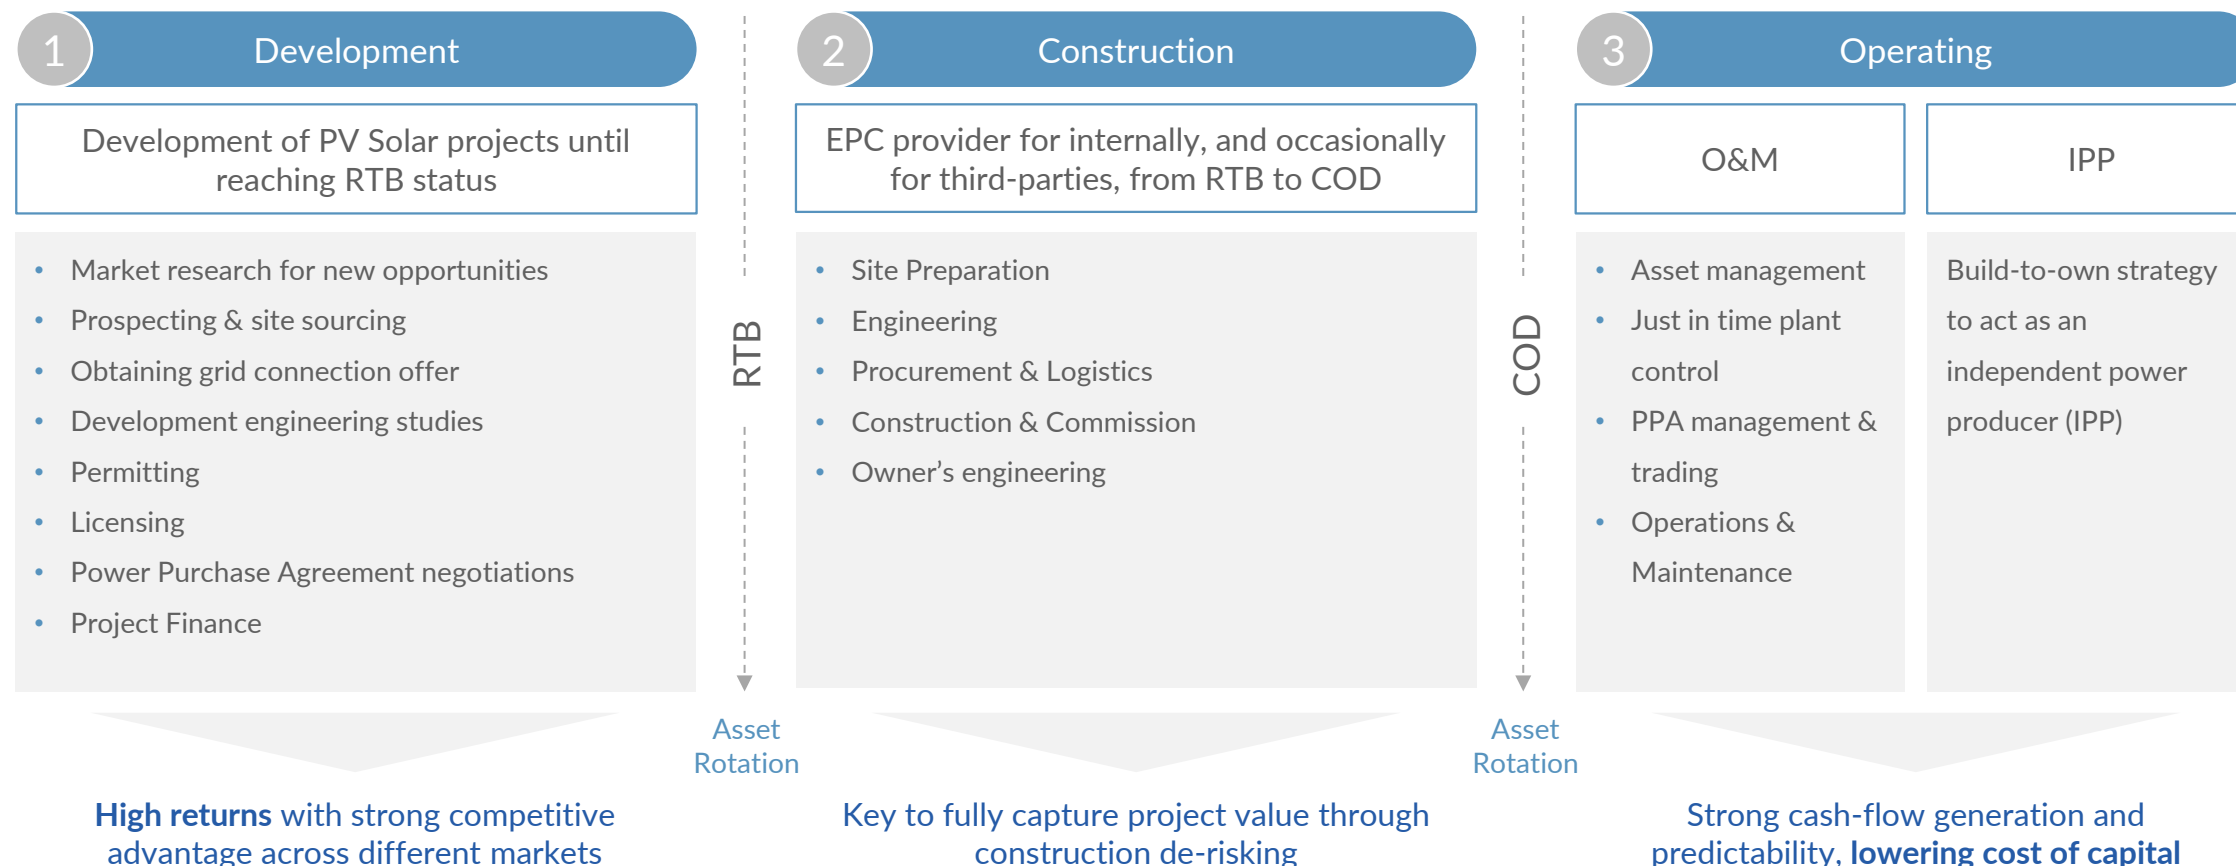 1
Development
Development of PV Solar projects until
reaching RTB status
• Market research for new opportunities
• Prospecting & site sourcing
• Obtaining grid connection offer
• Development engineering studies
• Permitting
• Licensing
• Power Purchase Agreement negotiations
• Project Finance
High returns with strong competitive
advantage across different markets
RTB
Asset
Rotation
2
Construction
EPC provider for internally, and occasionally
for third-parties, from RTB to COD
• Site Preparation
• Engineering
• Procurement & Logistics
• Construction & Commission
• Owner’s engineering
Key to fully capture project value through
construction de-risking
COD
Asset
Rotation
3
Operating
O&M
• Asset management
• Just in time plant
control
• PPA management &
trading
• Operations &
Maintenance
IPP
Build-to-own strategy
to act as an
independent power
producer (IPP)
Strong cash-flow generation and
predictability, lowering cost of capital